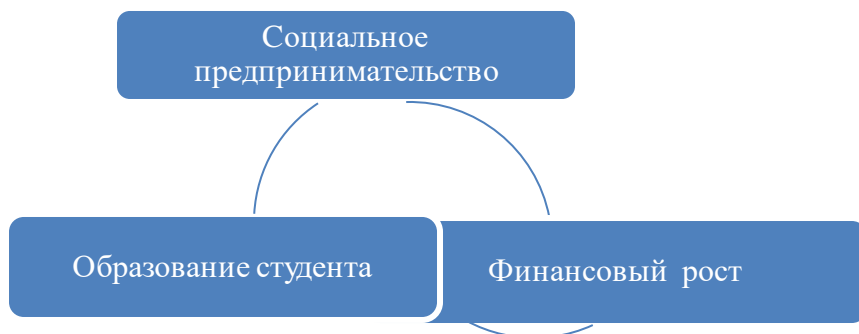 Социальное
предпринимательство
Образование студента
Финансовый рост